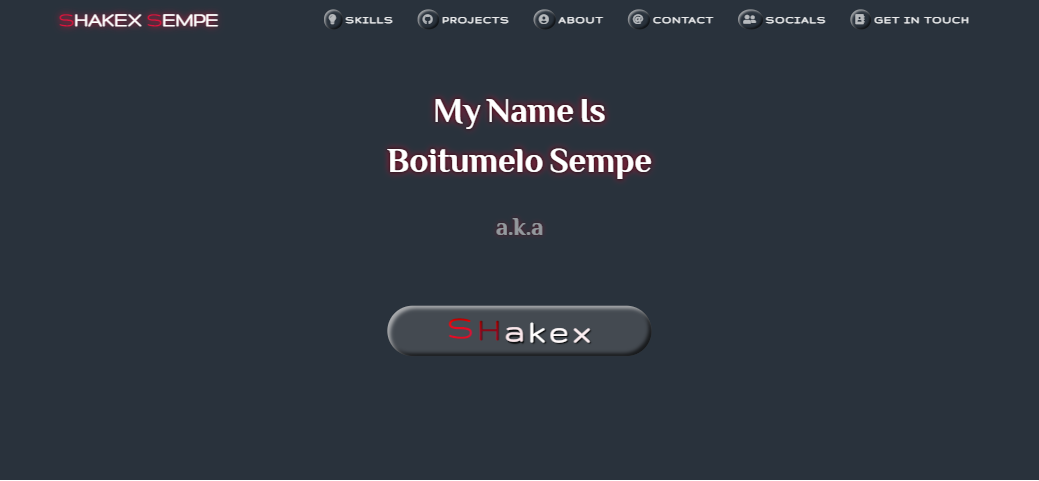 SHAKEX SEMPE
SKILLS
PROJECTS
ABOUT
CONTACT
SOCIALS
GET IN TOUCH
My Name Is
Boitumelo Sempe
a.k.a
SHakex